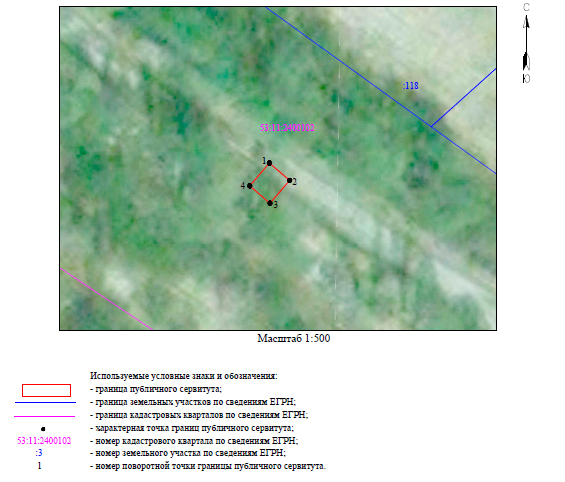 С
Ю
:118
53:11:2400102
1
2
4
3
Масштаб 1:500
Используемые условные знаки и обозначения:
- граница публичного сервитута;
- граница земельных участков по сведениям ЕГРН;
- граница кадастровых кварталов по сведениям ЕГРН;
- характерная точка границ публичного сервитута;
53:11:2400102 - номер кадастрового квартала по сведениям ЕГРН;
:3 - номер земельного участка по сведениям ЕГРН;
1 - номер поворотной точки границы публичного сервитута.